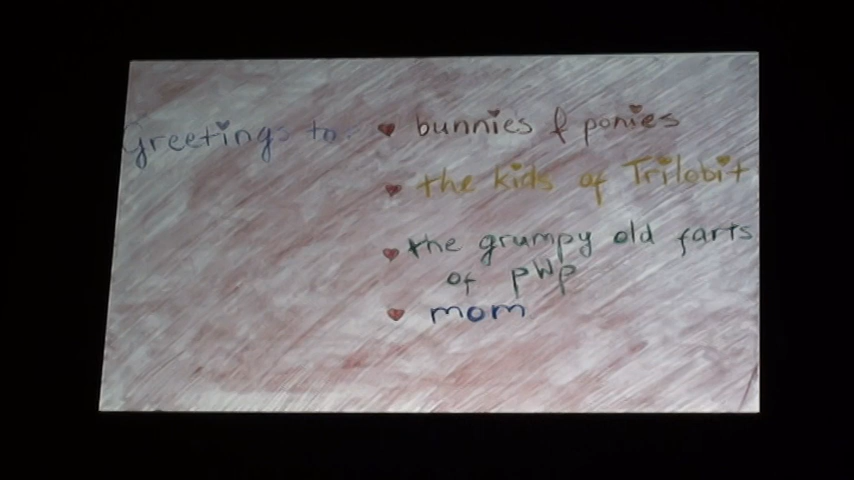 Greetings to: bunnies & ponies
the kids of Trilobit
the grumpy old farts
of pWp
mom